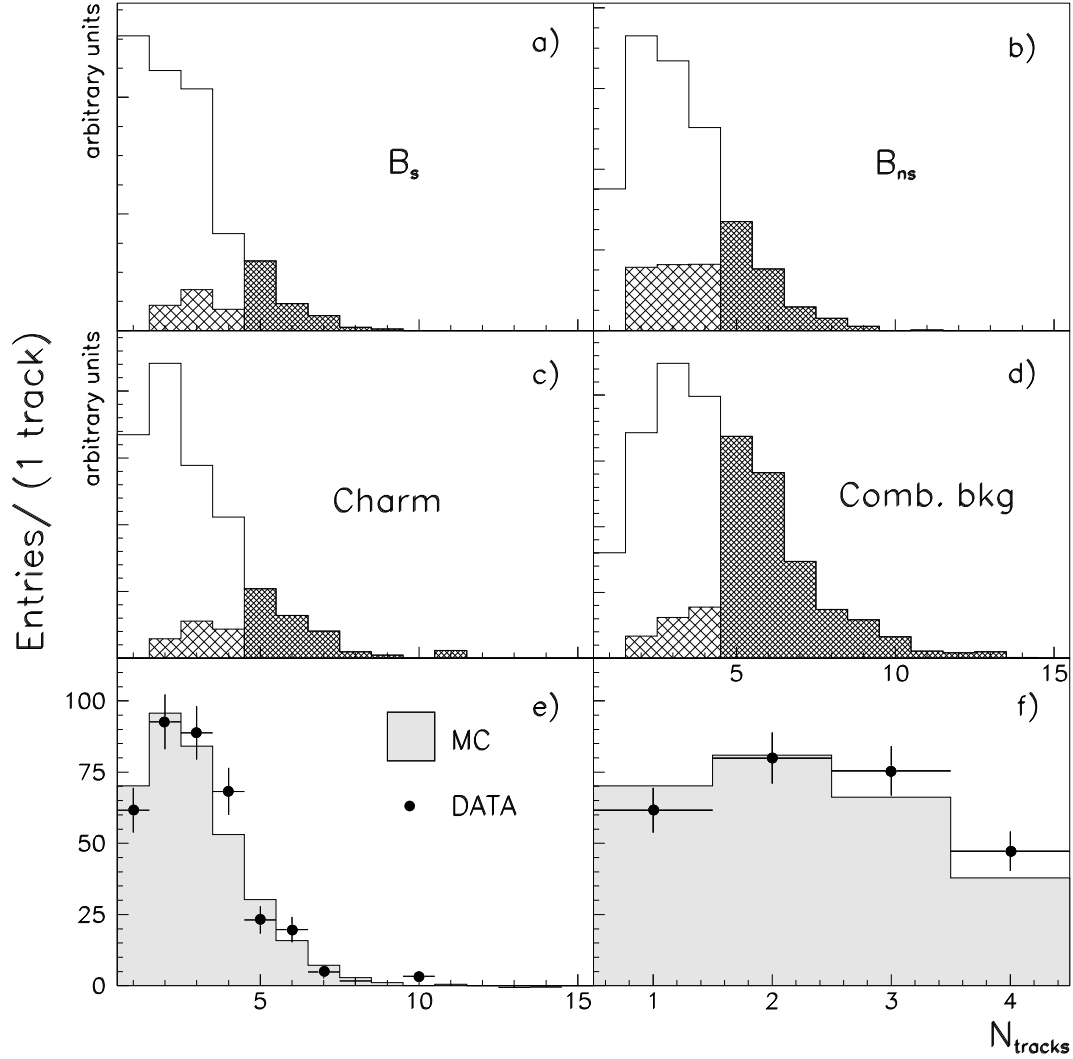 arbitrary units
a)
b)
B_s
B_ns
arbitrary units
c)
d)
Charm
Comb. bkg
Entries/ (1 track)
5 10 15
e)
f)
MC
DATA
100
75
50
25
0
5 10 15
1 2 3 4
N_tracks